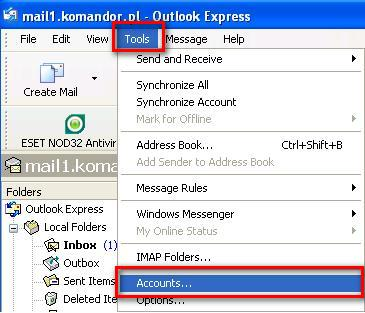 mail1.komandor.pl - Outlook Express
File Edit View Tools Message Help
Create Mail
ESET NOD32 Antivir
mail1.koma
Folders
Outlook Express
Local Folders
Inbox (1)
Outbox
Sent Items
Deleted Item
Send and Receive
Synchronize All
Synchronize Account
Mark for Offline
Address Book... Ctrl+Shift+B
Add Sender to Address Book
Message Rules
Windows Messenger
My Online Status
IMAP Folders...
Accounts...
Options...